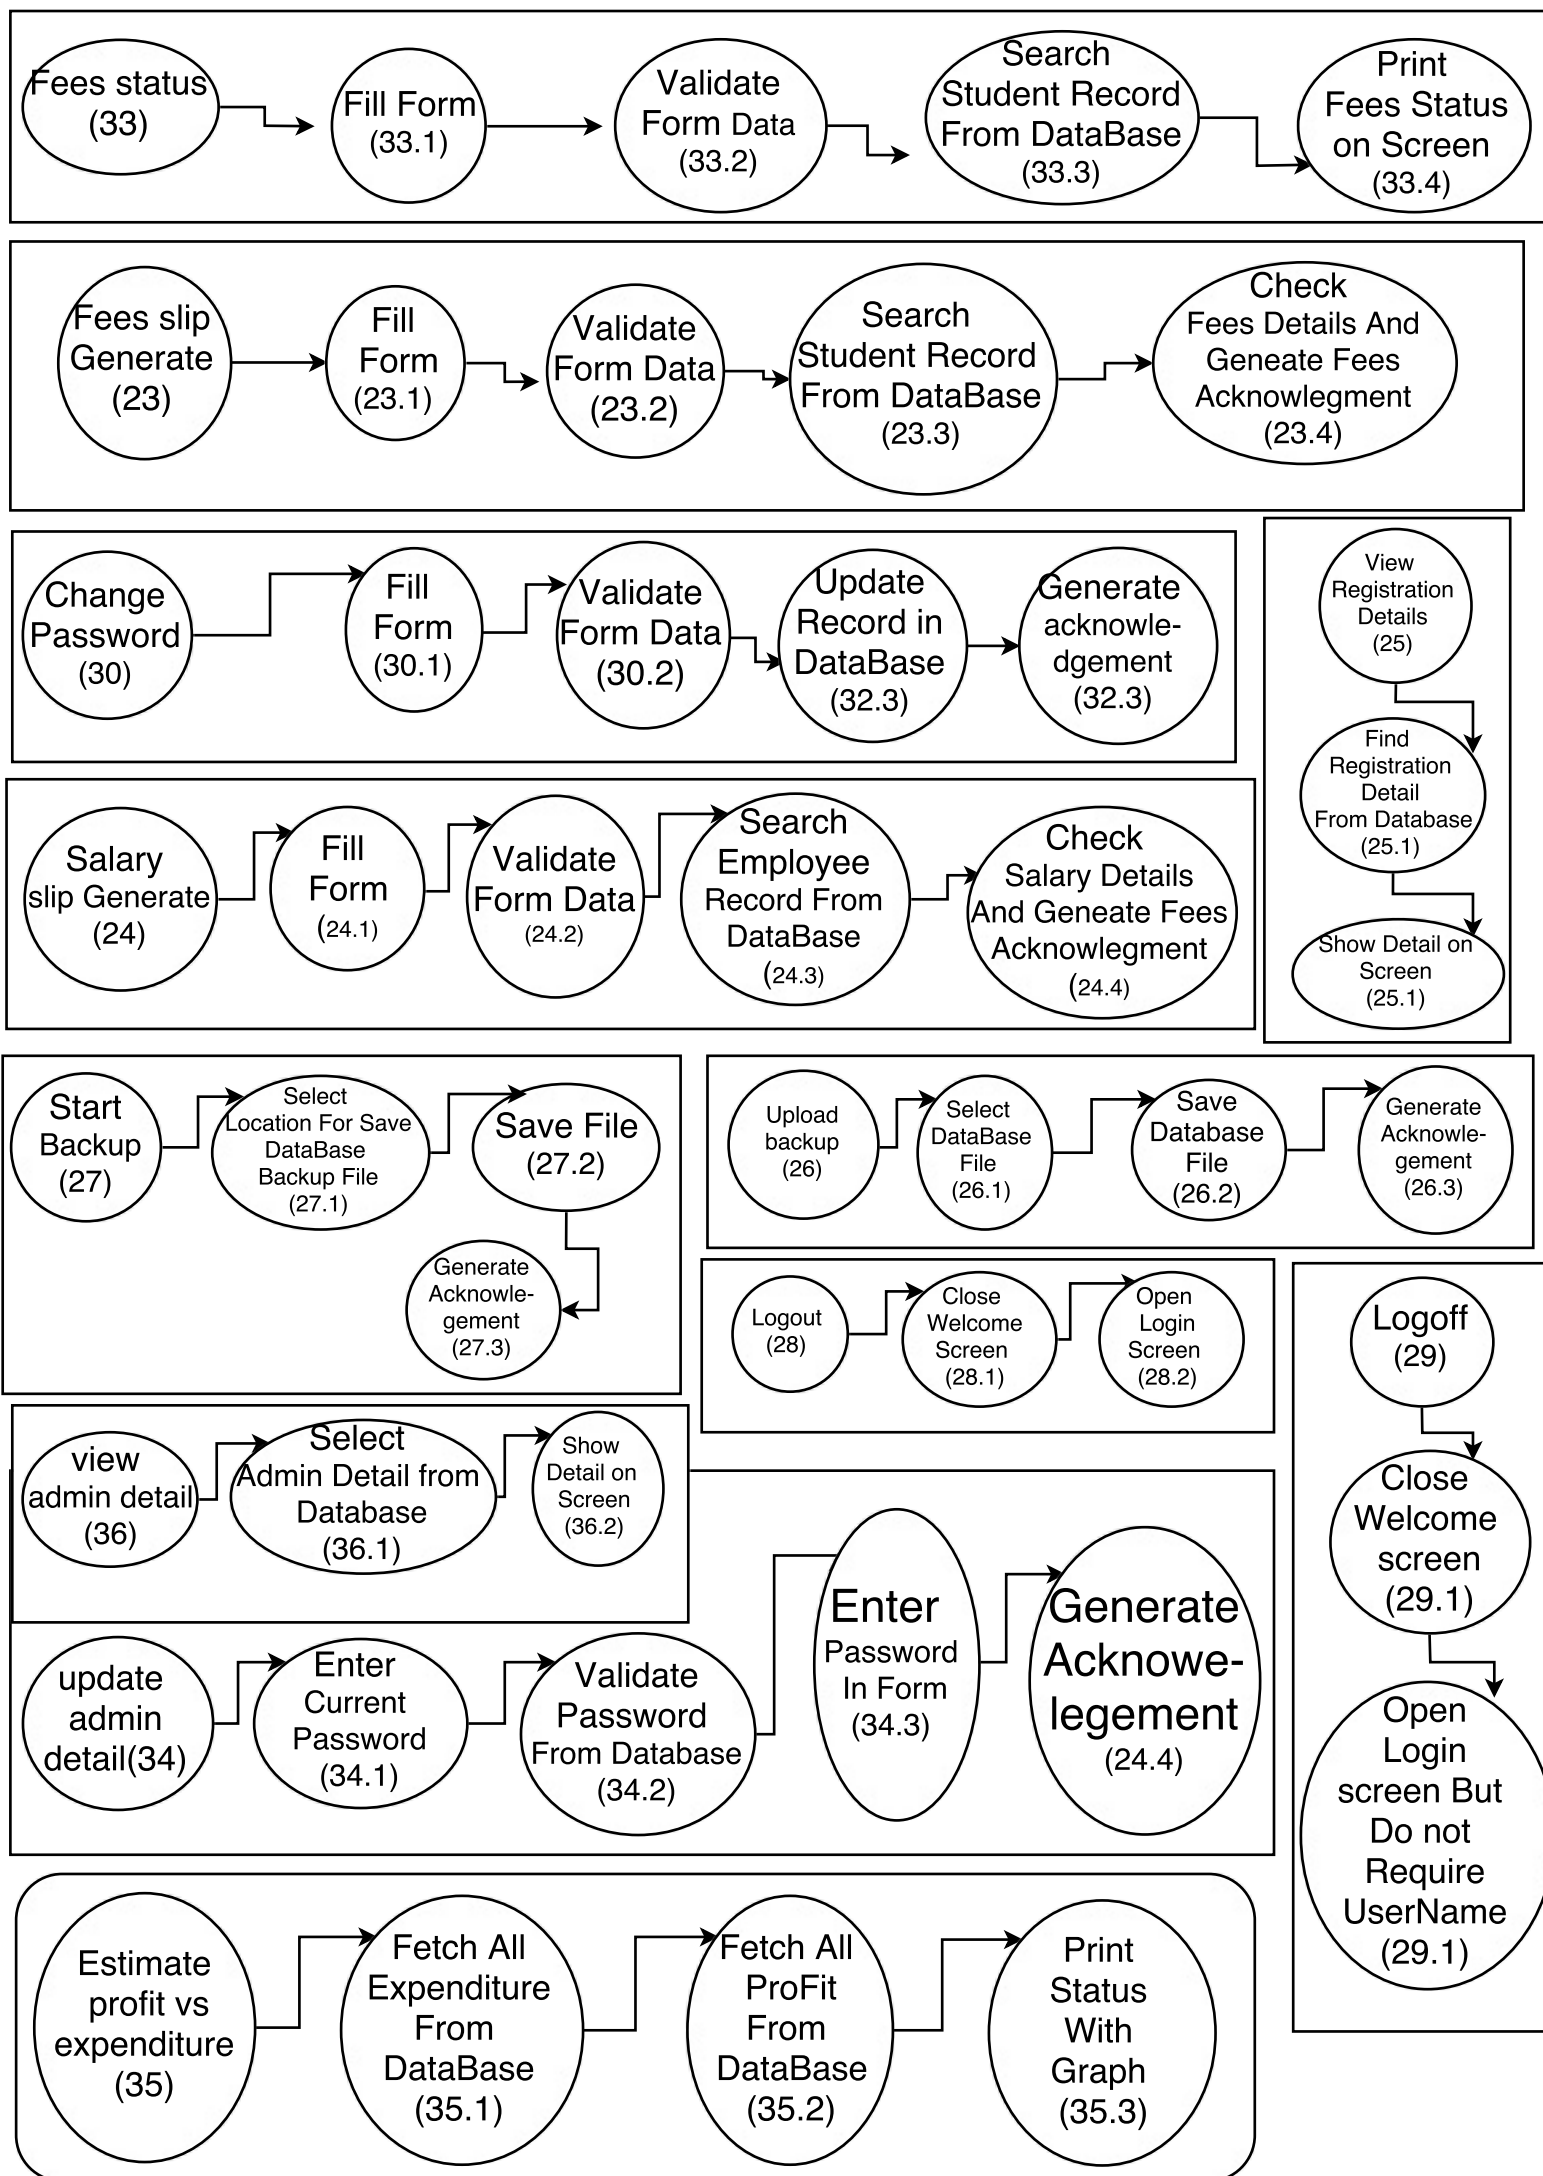 Fees status
(33)
Fill Form
(33.1)
Validate
Form Data
(33.2)
Search
Student Record
From DataBase
(33.3)
Print
Fees Status
on Screen
(33.4)
Fees slip
Generate
(23)
Fill
Form
(23.1)
Validate
Form Data
(23.2)
Search
Student Record
From DataBase
(23.3)
Check
Fees Details And
Geneate Fees
Acknowlegment
(23.4)
Change
Password
(30)
Fill
Form
(30.1)
Validate
Form Data
(30.2)
Update
Record in
DataBase
(32.3)
Generate
acknowle-
dgement
(32.3)
View
Registration
Details
(25)
Find
Registration
Detail
From Database
(25.1)
Show Detail on
Screen
(25.1)
Salary
slip Generate
(24)
Fill
Form
(24.1)
Validate
Form Data
(24.2)
Search
Employee
Record From
DataBase
(24.3)
Check
Salary Details
And Geneate Fees
Acknowlegment
(24.4)
Start
Backup
(27)
Select
Location For Save
DataBase
Backup File
(27.1)
Save File
(27.2)
Generate
Acknowle-
gement
(27.3)
Upload
backup
(26)
Select
DataBase
File
(26.1)
Save
Database
File
(26.2)
Generate
Acknowle-
gement
(26.3)
Logout
(28)
Close
Welcome
Screen
(28.1)
Open
Login
Screen
(28.2)
Logoff
(29)
Close
Welcome
screen
(29.1)
Open
Login
screen But
Do not
Require
UserName
(29.1)
view
admin detail
(36)
Select
Admin Detail from
Database
(36.1)
Show
Detail on
Screen
(36.2)
update
admin
detail(34)
Enter
Current
Password
(34.1)
Validate
Password
From Database
(34.2)
Enter
Password
In Form
(34.3)
Generate
Acknowe-
legement
(24.4)
Estimate
profit vs
expenditure
(35)
Fetch All
Expenditure
From
DataBase
(35.1)
Fetch All
ProFit
From
DataBase
(35.2)
Print
Status
With
Graph
(35.3)